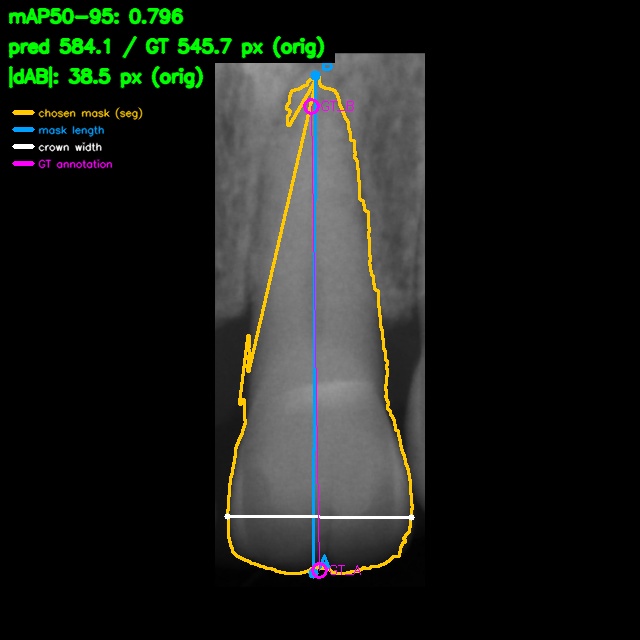 mAP50-95: 0.796
pred 584.1 / GT 545.7 px (orig)
|dAB|: 38.5 px (orig)
chosen mask (seg)
mask length
crown width
GT annotation
GT_B
A
GT_A